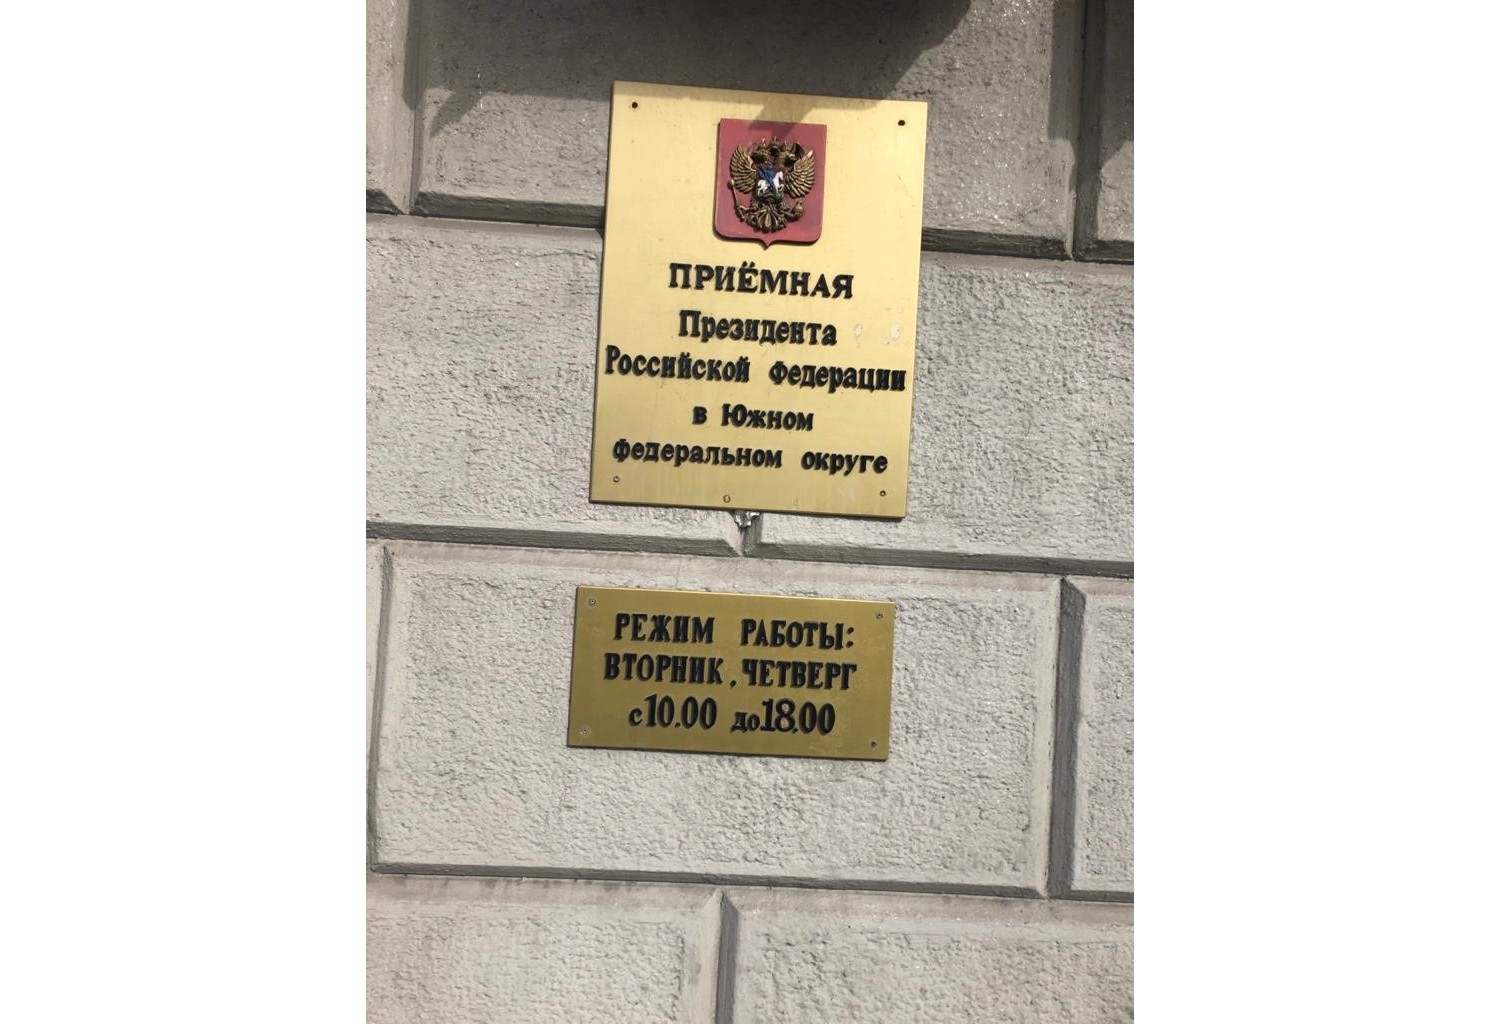 ПРИЁМНАЯ
Президента
Российской Федерации
в Южном
федеральном округе
РЕЖИМ РАБОТЫ:
ВТОРНИК, ЧЕТВЕРГ
с 10.00 до 18.00